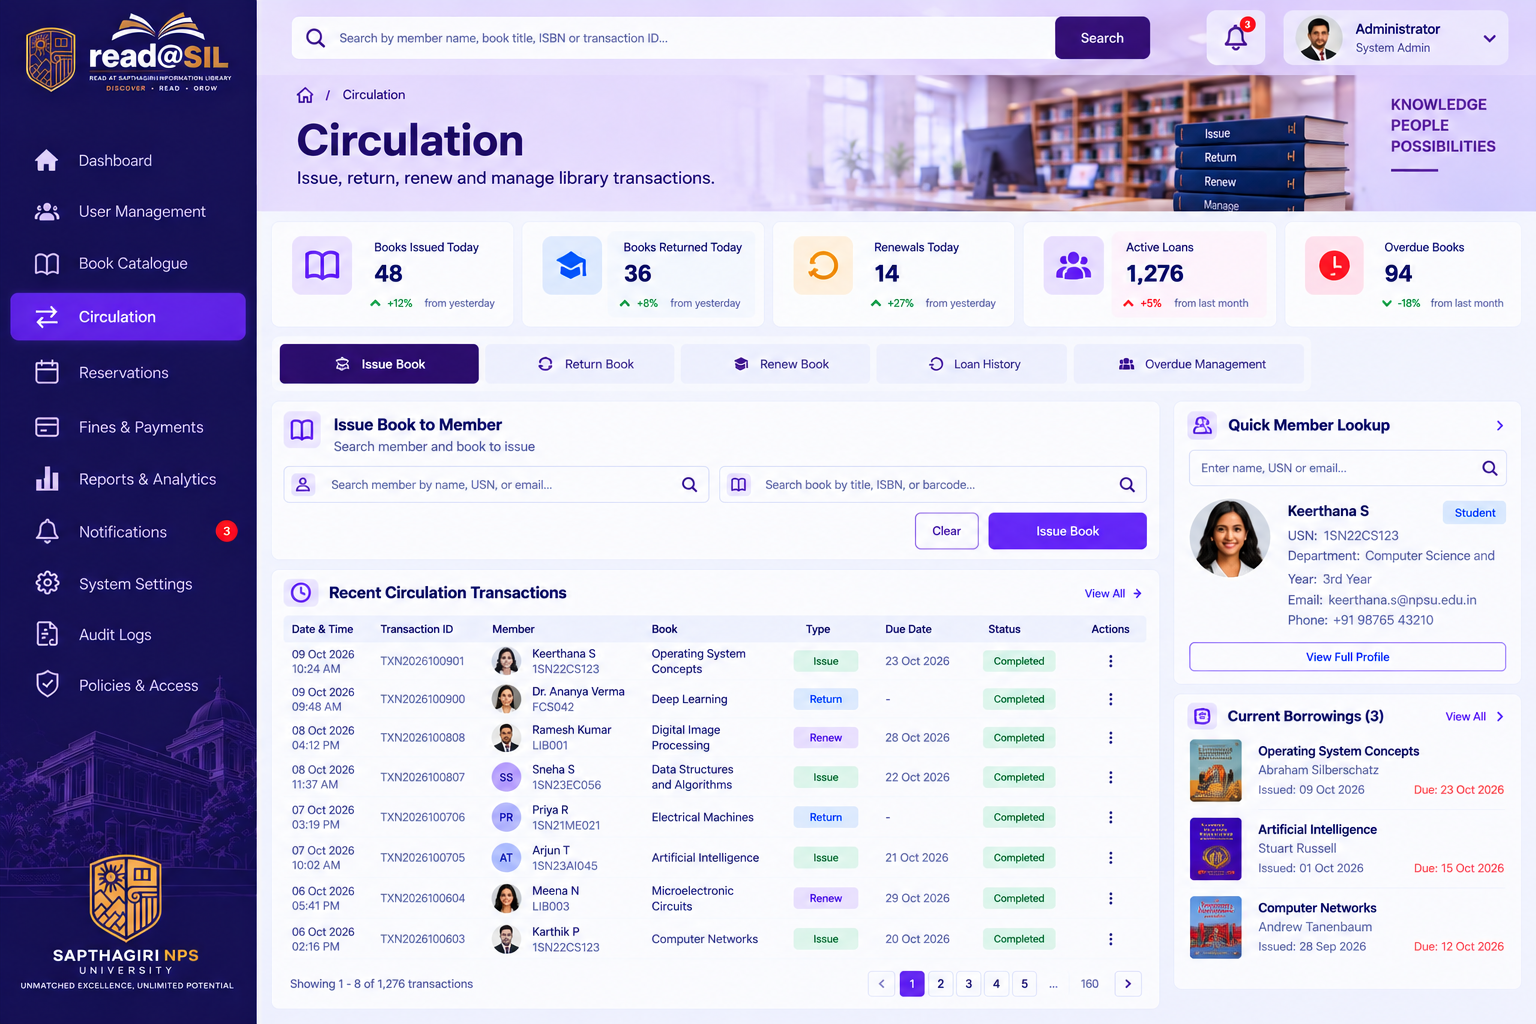 read@SIL
READ AT SAPTHAGIRI INFORMATION LIBRARY
DISCOVER • READ • GROW
Dashboard
User Management
Book Catalogue
Circulation
Reservations
Fines & Payments
Reports & Analytics
Notifications 3
System Settings
Audit Logs
Policies & Access
SAPTHAGIRI NPS
UNIVERSITY
UNMATCHED EXCELLENCE, UNLIMITED POTENTIAL
Search by member name, book title, ISBN or transaction ID...
Search
3
Administrator
System Admin
/ Circulation
Circulation
Issue, return, renew and manage library transactions.
Issue
Return
Renew
Manage
KNOWLEDGE
PEOPLE
POSSIBILITIES
Books Issued Today
48
+12% from yesterday
Books Returned Today
36
+8% from yesterday
Renewals Today
14
+27% from yesterday
Active Loans
1,276
+5% from last month
Overdue Books
94
-18% from last month
Issue Book
Return Book
Renew Book
Loan History
Overdue Management
Issue Book to Member
Search member and book to issue
Search member by name, USN, or email...
Search book by title, ISBN, or barcode...
Clear
Issue Book
Recent Circulation Transactions
View All →
Date & Time Transaction ID Member Book Type Due Date Status Actions
09 Oct 2026 10:24 AM TXN2026100901 Keerthana S 1SN22CS123 Operating System Concepts Issue 23 Oct 2026 Completed
09 Oct 2026 09:48 AM TXN2026100900 Dr. Ananya Verma FCS042 Deep Learning Return - Completed
08 Oct 2026 04:12 PM TXN2026100808 Ramesh Kumar LIB001 Digital Image Processing Renew 28 Oct 2026 Completed
08 Oct 2026 11:37 AM TXN2026100807 SS Sneha S 1SN23EC056 Data Structures and Algorithms Issue 22 Oct 2026 Completed
07 Oct 2026 03:19 PM TXN2026100706 PR Priya R 1SN21ME021 Electrical Machines Return - Completed
07 Oct 2026 10:02 AM TXN2026100705 AT Arjun T 1SN23AI045 Artificial Intelligence Issue 21 Oct 2026 Completed
06 Oct 2026 05:41 PM TXN2026100604 Meena N LIB003 Microelectronic Circuits Renew 29 Oct 2026 Completed
06 Oct 2026 02:16 PM TXN2026100603 Karthik P 1SN22CS123 Computer Networks Issue 20 Oct 2026 Completed
Showing 1 - 8 of 1,276 transactions
< 1 2 3 4 5 ... 160 >
Quick Member Lookup
Enter name, USN or email...
Keerthana S
Student
USN: 1SN22CS123
Department: Computer Science and
Year: 3rd Year
Email: keerthana.s@npsu.edu.in
Phone: +91 98765 43210
View Full Profile
Current Borrowings (3)
View All
Operating System Concepts
Abraham Silberschatz
Issued: 09 Oct 2026 Due: 23 Oct 2026
Artificial Intelligence
Stuart Russell
Issued: 01 Oct 2026 Due: 15 Oct 2026
Computer Networks
Andrew Tanenbaum
Issued: 28 Sep 2026 Due: 12 Oct 2026